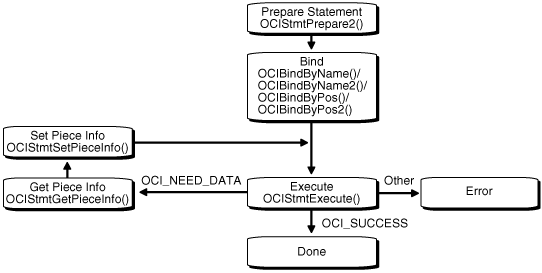 Prepare Statement
OCIStmtPrepare2()
Bind
OCIBindByName()/
OCIBindByName2()/
OCIBindByPos()/
OCIBindByPos2()
Set Piece Info
OCIStmtSetPieceInfo()
Get Piece Info
OCIStmtGetPieceInfo()
OCI_NEED_DATA
Execute
OCIStmtExecute()
Other
Error
OCI_SUCCESS
Done